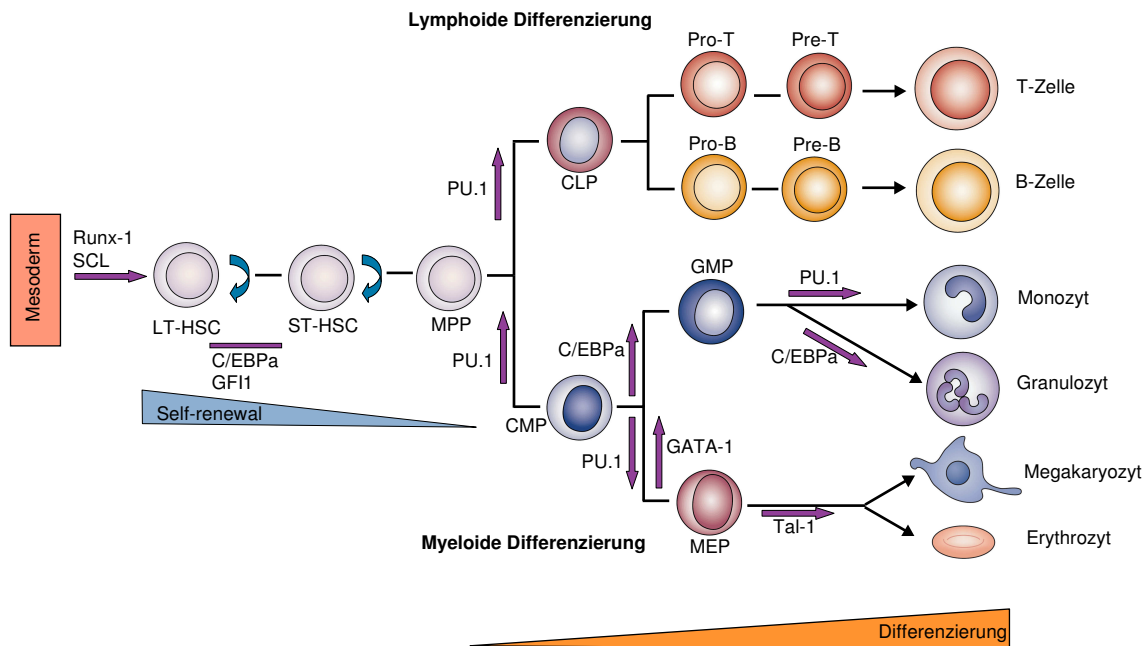 Lymphoide Differenzierung
Pro-T
Pre-T
T-Zelle
Pro-B
Pre-B
CLP
B-Zelle
PU.1
Mesoderm
Runx-1
SCL
LT-HSC
ST-HSC
MPP
C/EBPa
GFI1
Self-renewal
PU.1
GMP
PU.1
Monozyt
C/EBPa
C/EBPa
Granulozyt
CMP
PU.1
GATA-1
Megakaryozyt
MEP
Tal-1
Erythrozyt
Myeloide Differenzierung
Differenzierung